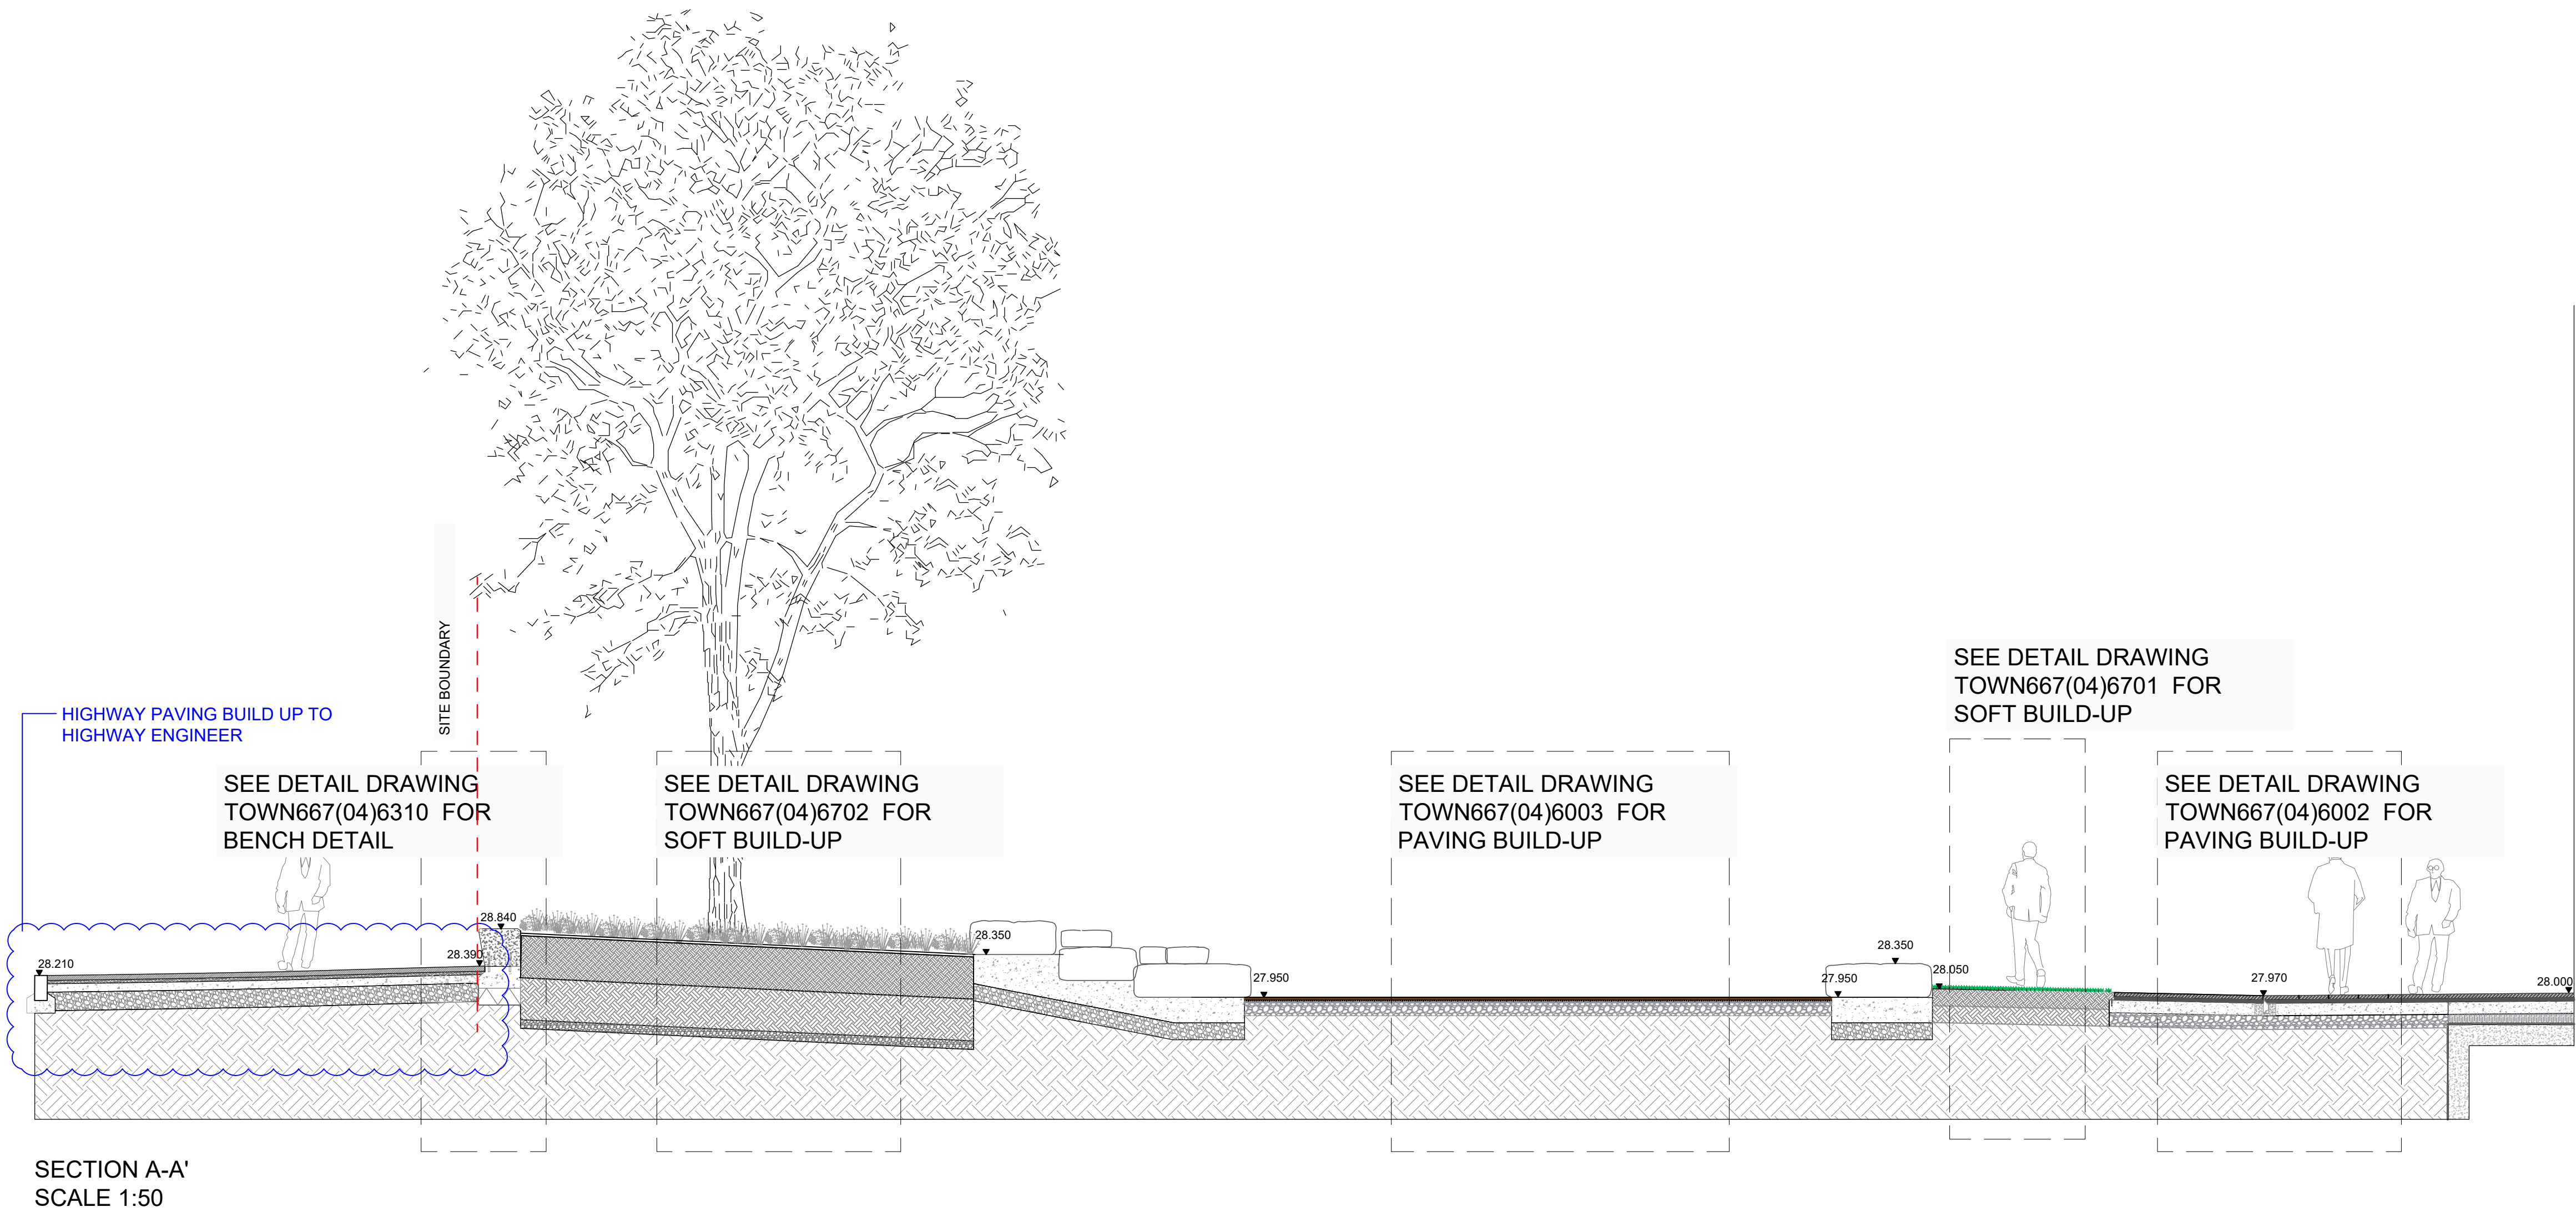 SITE BOUNDARY
SEE DETAIL DRAWING
TOWN667(04)6701 FOR
SOFT BUILD-UP
HIGHWAY PAVING BUILD UP TO
HIGHWAY ENGINEER
SEE DETAIL DRAWING
TOWN667(04)6310 FOR
BENCH DETAIL
SEE DETAIL DRAWING
TOWN667(04)6702 FOR
SOFT BUILD-UP
SEE DETAIL DRAWING
TOWN667(04)6003 FOR
PAVING BUILD-UP
SEE DETAIL DRAWING
TOWN667(04)6002 FOR
PAVING BUILD-UP
28.840
28.390
28.210
28.350
27.950
28.350
27.950
28.050
27.970
28.000
SECTION A-A'
SCALE 1:50